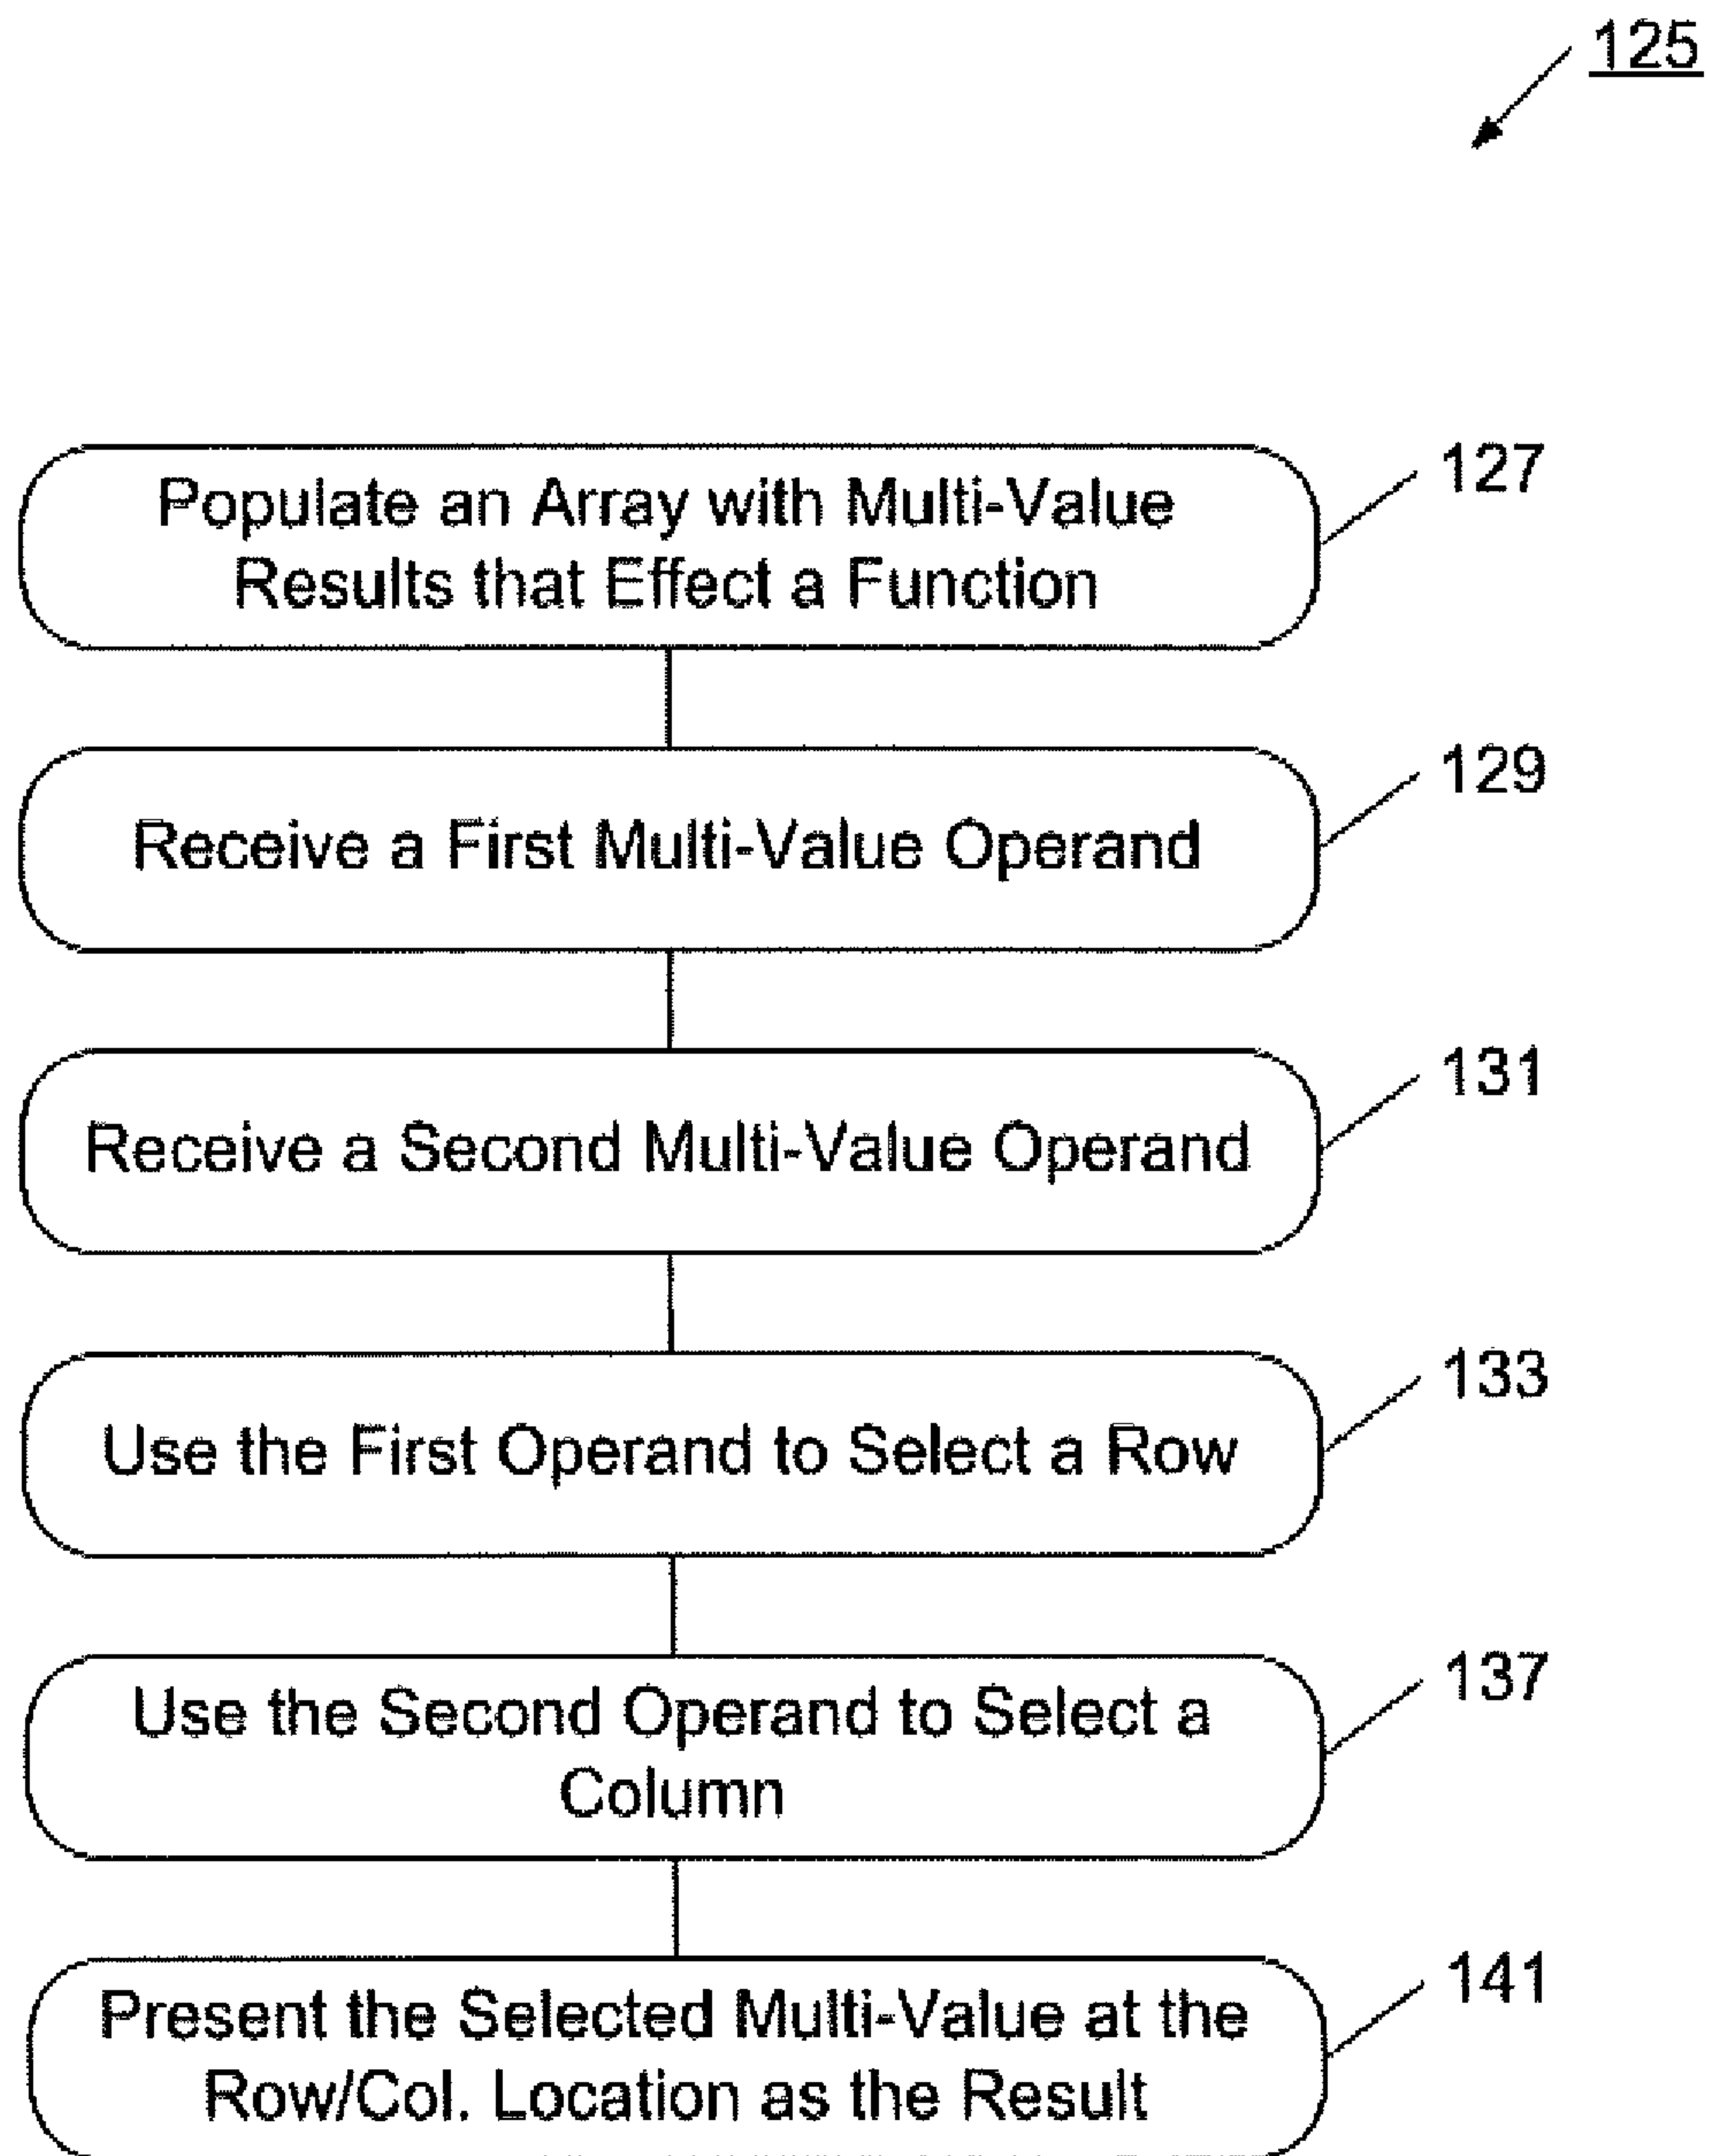 125
Populate an Array with Multi-Value
Results that Effect a Function
127
Receive a First Multi-Value Operand
129
Receive a Second Multi-Value Operand
131
Use the First Operand to Select a Row
133
Use the Second Operand to Select a
Column
137
Present the Selected Multi-Value at the
Row/Col. Location as the Result
141